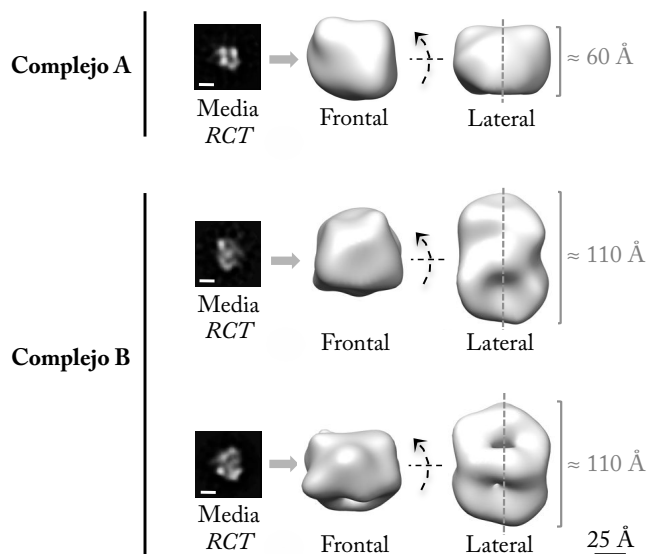 Complejo A
Media
RCT
Frontal
Lateral
≈ 60 Å
Complejo B
Media
RCT
Frontal
Lateral
≈ 110 Å
Media
RCT
Frontal
Lateral
≈ 110 Å
25 Å